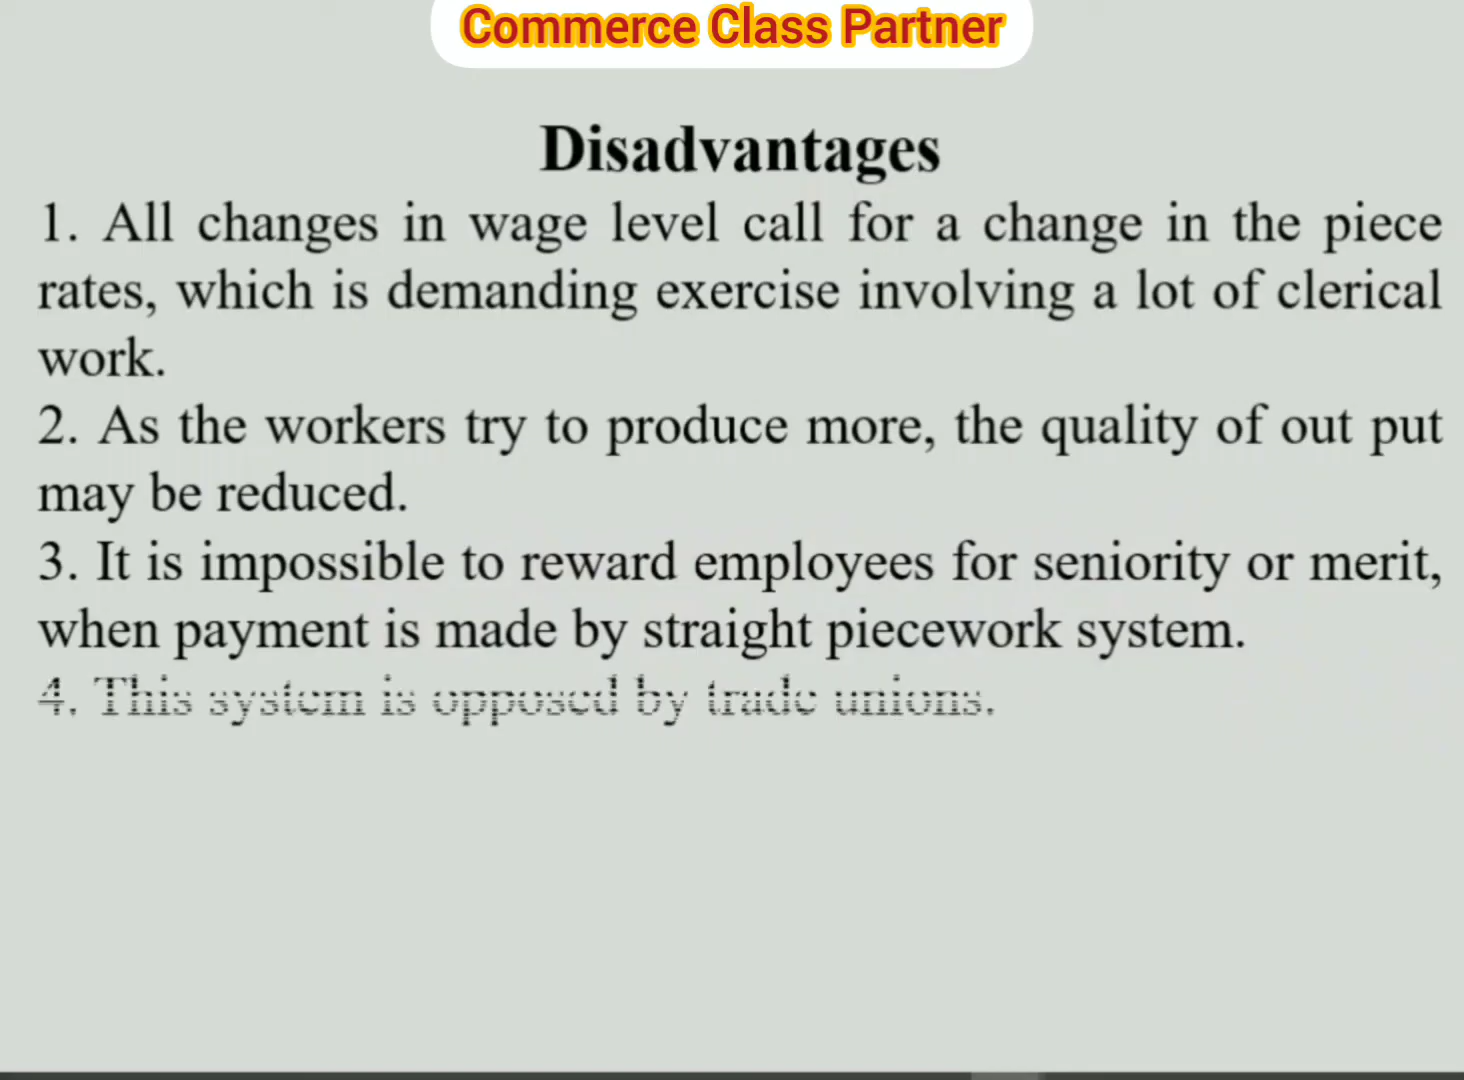 Commerce Class Partner
Disadvantages
1. All changes in wage level call for a change in the piece
rates, which is demanding exercise involving a lot of clerical
work.
2. As the workers try to produce more, the quality of out put
may be reduced.
3. It is impossible to reward employees for seniority or merit,
when payment is made by straight piecework system.
4. This system is opposed by trade unions.